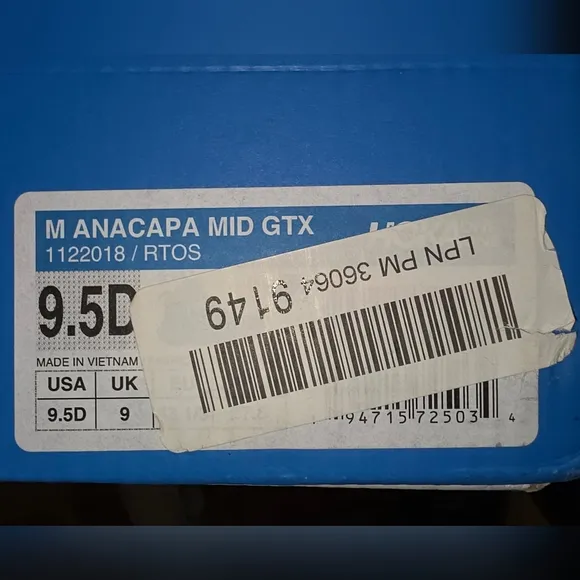 M ANACAPA MID GTX
1122018 / RTOS
9.5D
MADE IN VIETNAM
USA UK
9.5D 9
LPN PM 36064 9149
94715 72503 4